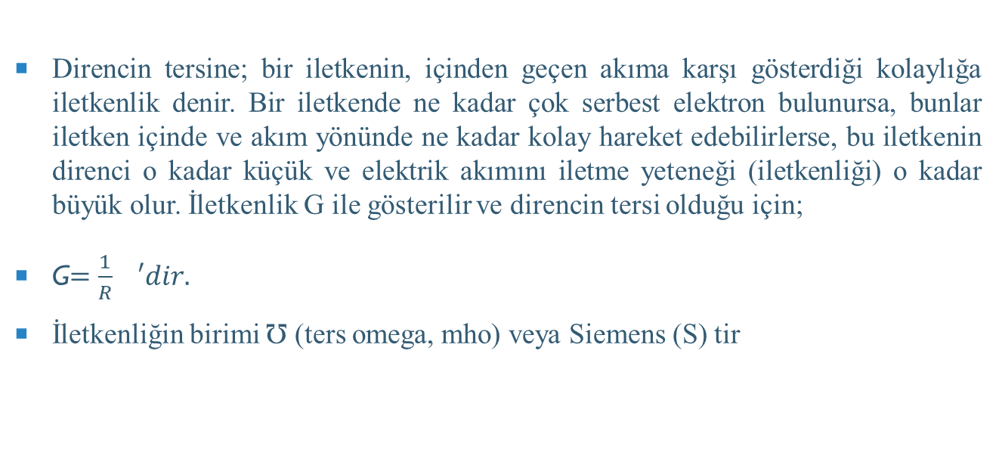 ▪ Direncin tersine; bir iletkenin, içinden geçen akıma karşı gösterdiği kolaylığa
iletkenlik denir. Bir iletkende ne kadar çok serbest elektron bulunursa, bunlar
iletken içinde ve akım yönünde ne kadar kolay hareket edebilirlerse, bu iletkenin
direnci o kadar küçük ve elektrik akımını iletme yeteneği (iletkenliği) o kadar
büyük olur. İletkenlik G ile gösterilir ve direncin tersi olduğu için;
▪ G= 1/R 'dir.
▪ İletkenliğin birimi ℧ (ters omega, mho) veya Siemens (S) tir